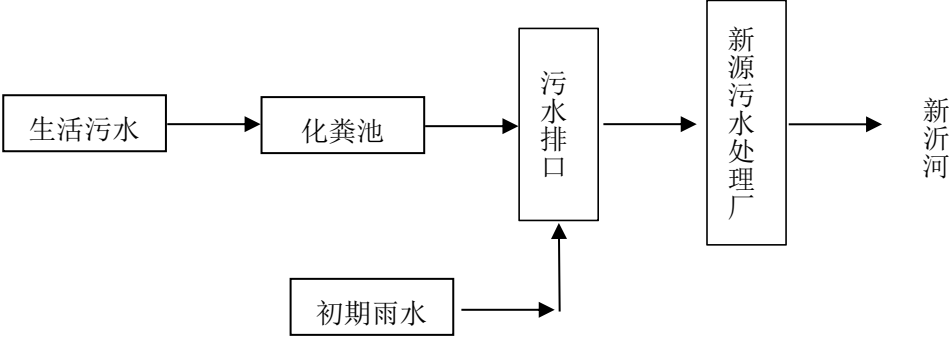 生活污水
化粪池
污水排口
新源污水处理厂
新沂河
初期雨水